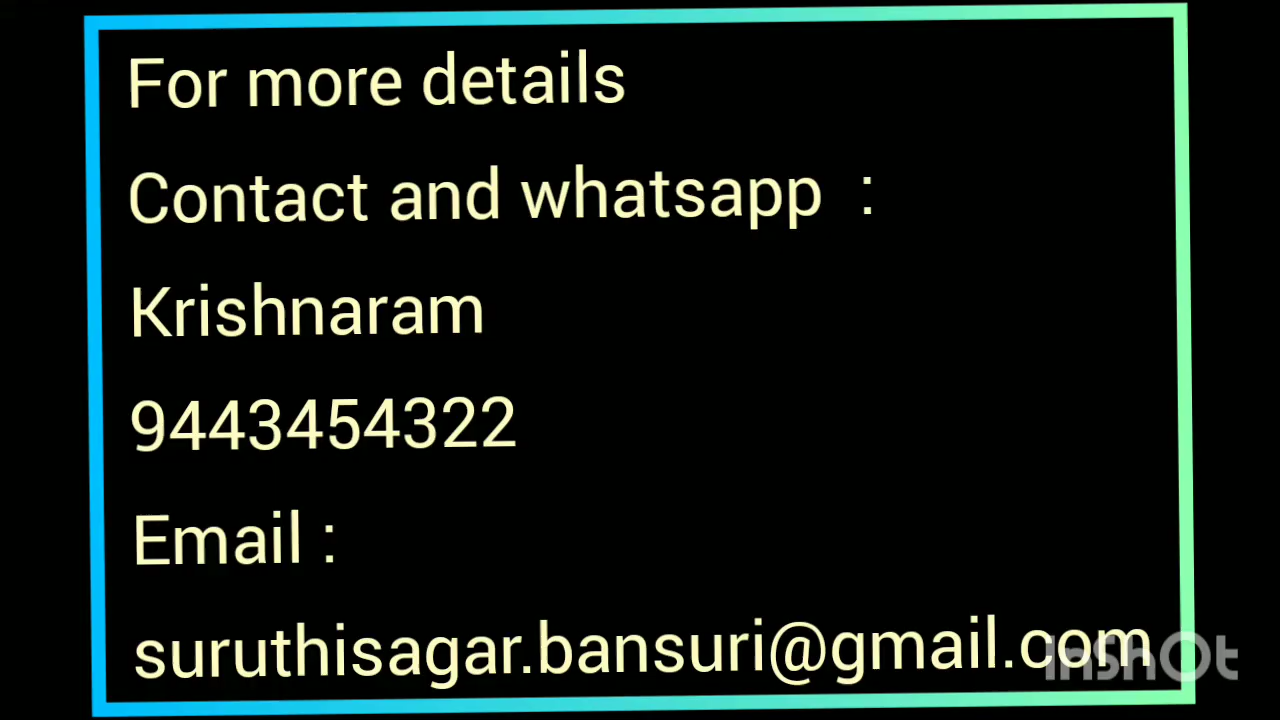 For more details
Contact and whatsapp :
Krishnaram
9443454322
Email :
suruthisagar.bansuri@gmail.com
InShOt